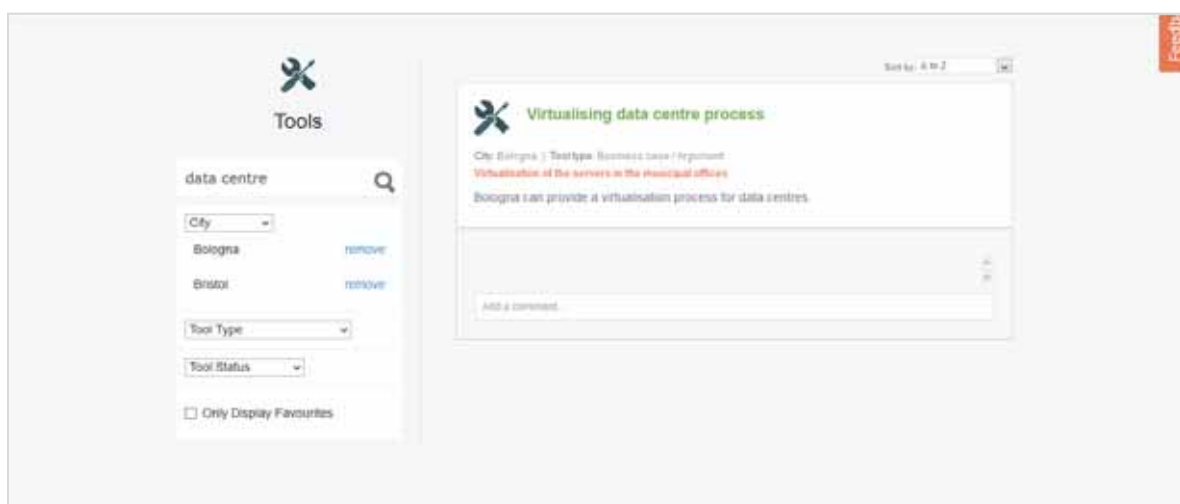 Feedb
Tools
data centre
City
Bologna remove
Bristol remove
Tool Type
Tool Status
Only Display Favourites
Sort by: A to Z
Virtualising data centre process
City: Bologna | Tool type: Business case / Argument
Virtualisation of the servers in the municipal offices
Bologna can provide a virtualisation process for data centres
Add a comment...